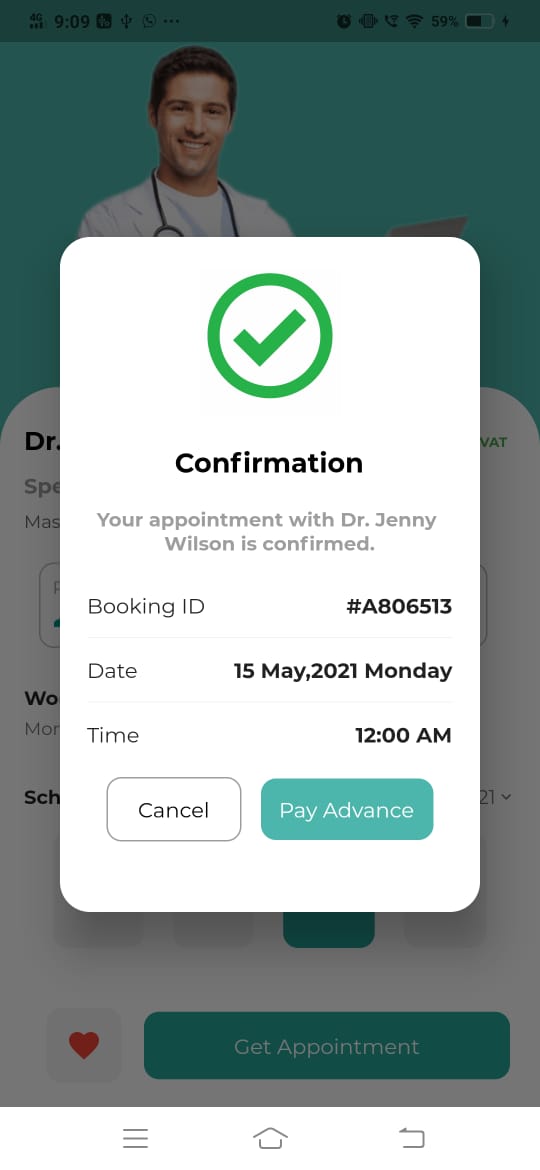 4G 9:09 59%
Dr.
VAT
Spe
Mas
Confirmation
Your appointment with Dr. Jenny
Wilson is confirmed.
Booking ID #A806513
Date 15 May,2021 Monday
Wo
Mon
Time 12:00 AM
Sch 21
Cancel Pay Advance
Get Appointment